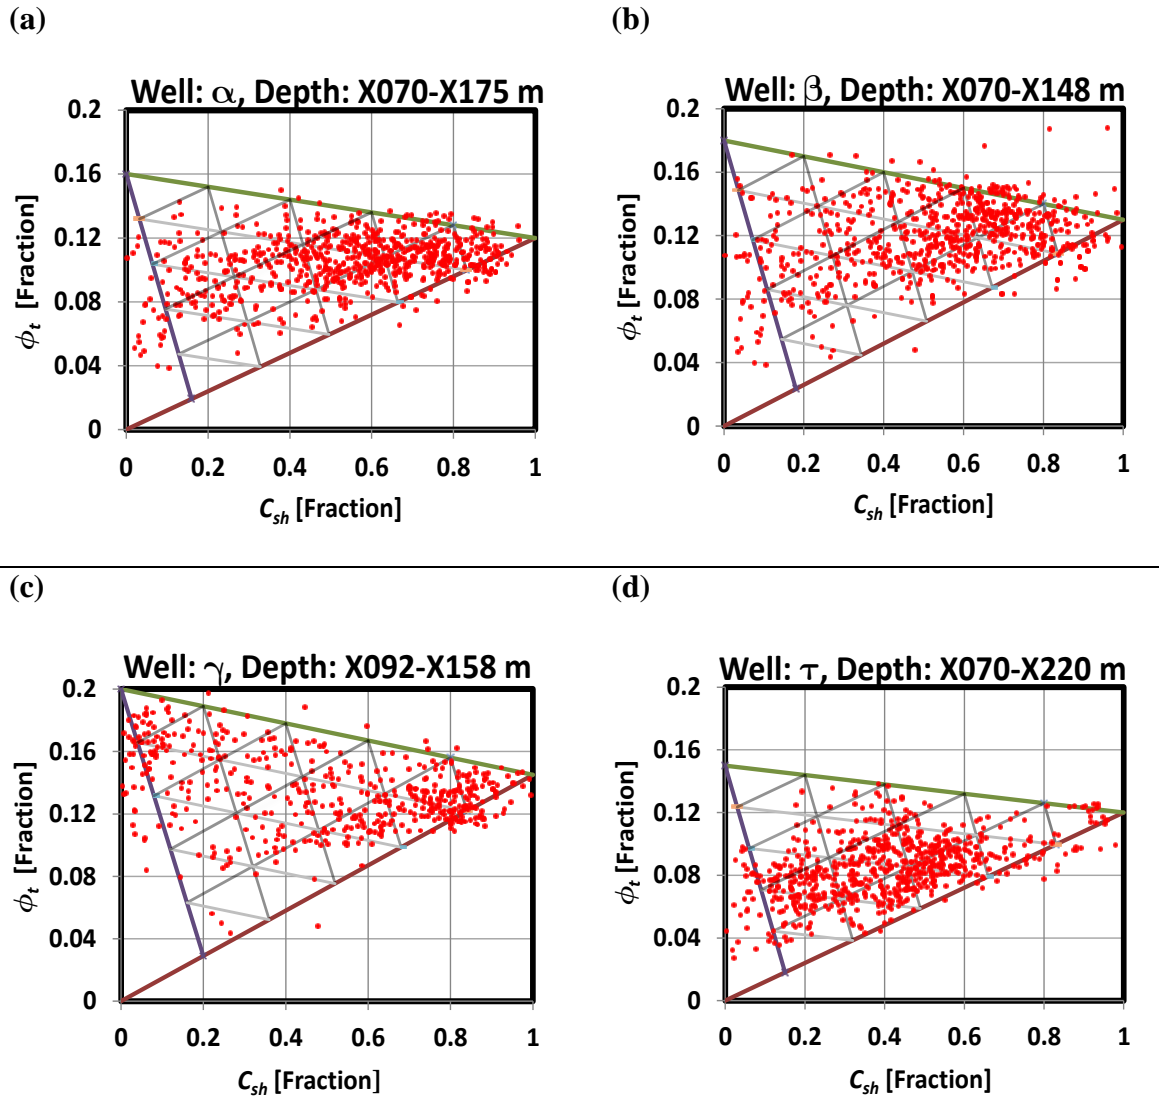 (a)
Well: α, Depth: X070-X175 m
0.2
0.16
0.12
0.08
0.04
0
ϕt [Fraction]
0 0.2 0.4 0.6 0.8 1
Csh [Fraction]
(b)
Well: β, Depth: X070-X148 m
0.2
0.16
0.12
0.08
0.04
0
ϕt [Fraction]
0 0.2 0.4 0.6 0.8 1
Csh [Fraction]
(c)
Well: γ, Depth: X092-X158 m
0.2
0.16
0.12
0.08
0.04
0
ϕt [Fraction]
0 0.2 0.4 0.6 0.8 1
Csh [Fraction]
(d)
Well: τ, Depth: X070-X220 m
0.2
0.16
0.12
0.08
0.04
0
ϕt [Fraction]
0 0.2 0.4 0.6 0.8 1
Csh [Fraction]